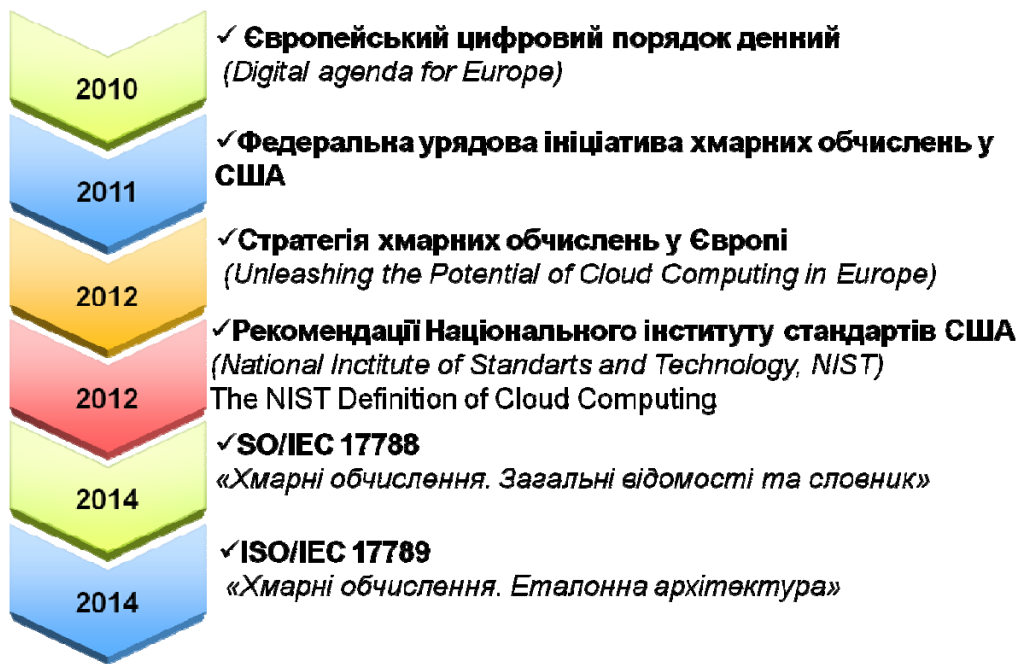 2010
✓ Європейський цифровий порядок денний
(Digital agenda for Europe)
2011
✓Федеральна урядова ініціатива хмарних обчислень у
США
2012
✓Стратегія хмарних обчислень у Європі
(Unleashing the Potential of Cloud Computing in Europe)
2012
✓Рекомендації Національного інституту стандартів США
(National Inctitute of Standarts and Technology, NIST)
The NIST Definition of Cloud Computing
2014
✓SO/IEC 17788
«Хмарні обчислення. Загальні відомості та словник»
2014
✓ISO/IEC 17789
«Хмарні обчислення. Еталонна архітектура»